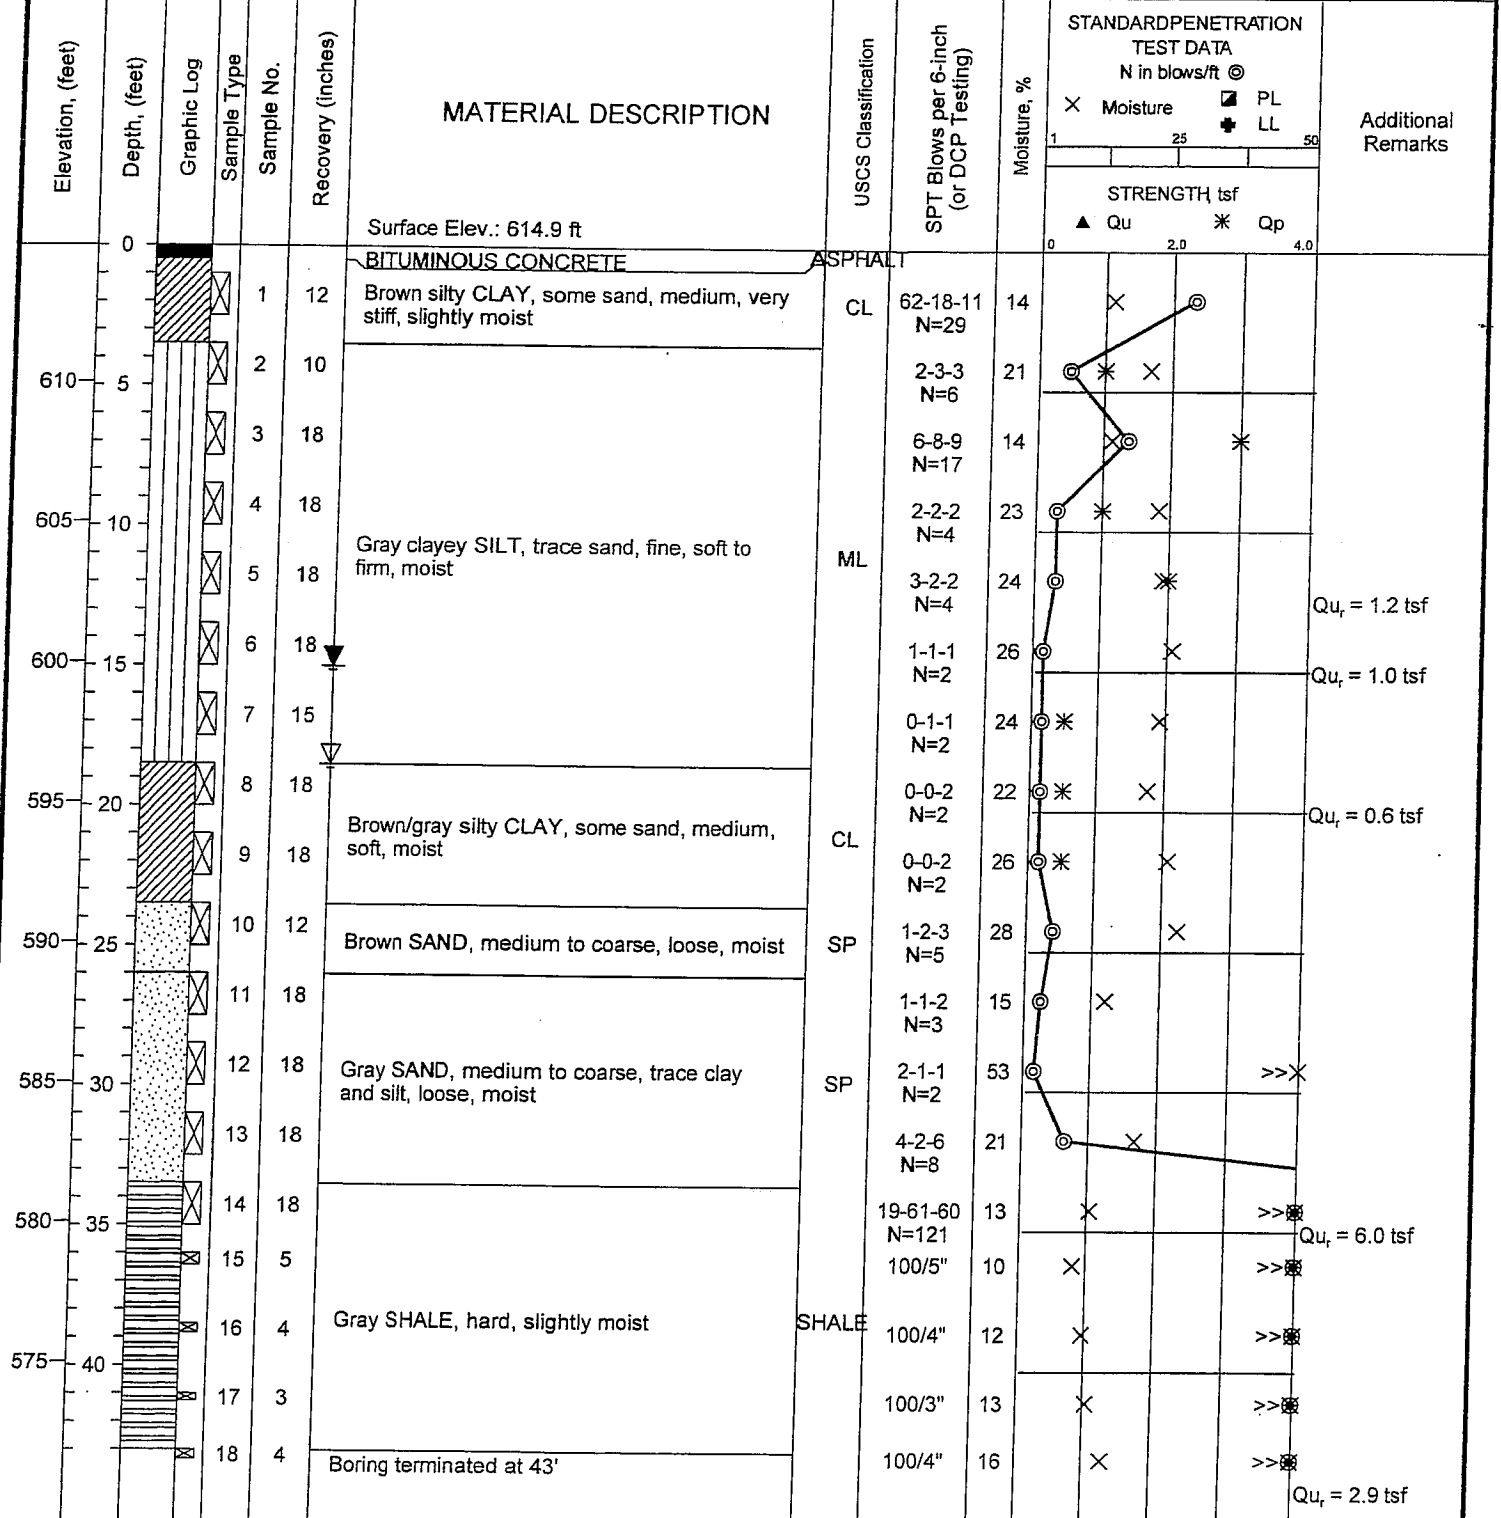 Elevation, (feet)
Depth, (feet)
Graphic Log
Sample Type
Sample No.
Recovery (inches)
MATERIAL DESCRIPTION
USCS Classification
SPT Blows per 6-inch
(or DCP Testing)
Moisture, %
STANDARDPENETRATION
TEST DATA
N in blows/ft
Moisture
PL
LL
1 25 50
STRENGTH, tsf
Qu Qp
0 2.0 4.0
Additional
Remarks
Surface Elev.: 614.9 ft
0
BITUMINOUS CONCRETE ASPHALT
1 12 Brown silty CLAY, some sand, medium, very CL 62-18-11 14
stiff, slightly moist N=29
2 10 2-3-3 21
610 5 N=6
3 18 6-8-9 14
N=17
4 18 2-2-2 23
605 10 N=4
Gray clayey SILT, trace sand, fine, soft to ML
firm, moist
5 18 3-2-2 24
N=4 Qur = 1.2 tsf
6 18 1-1-1 26
600 15 N=2 Qur = 1.0 tsf
7 15 0-1-1 24
N=2
8 18 0-0-2 22
595 20 N=2 Qur = 0.6 tsf
Brown/gray silty CLAY, some sand, medium, CL
soft, moist
9 18 0-0-2 26
N=2
10 12 1-2-3 28
590 25 Brown SAND, medium to coarse, loose, moist SP N=5
11 18 1-1-2 15
N=3
12 18 Gray SAND, medium to coarse, trace clay 2-1-1 53 >>
585 30 and silt, loose, moist SP N=2
13 18 4-2-6 21
N=8
14 18 19-61-60 13 >>
580 35 N=121 Qur = 6.0 tsf
15 5 100/5" 10 >>
16 4 Gray SHALE, hard, slightly moist SHALE 100/4" 12 >>
575 40
17 3 100/3" 13 >>
18 4 Boring terminated at 43' 100/4" 16 >>
Qur = 2.9 tsf